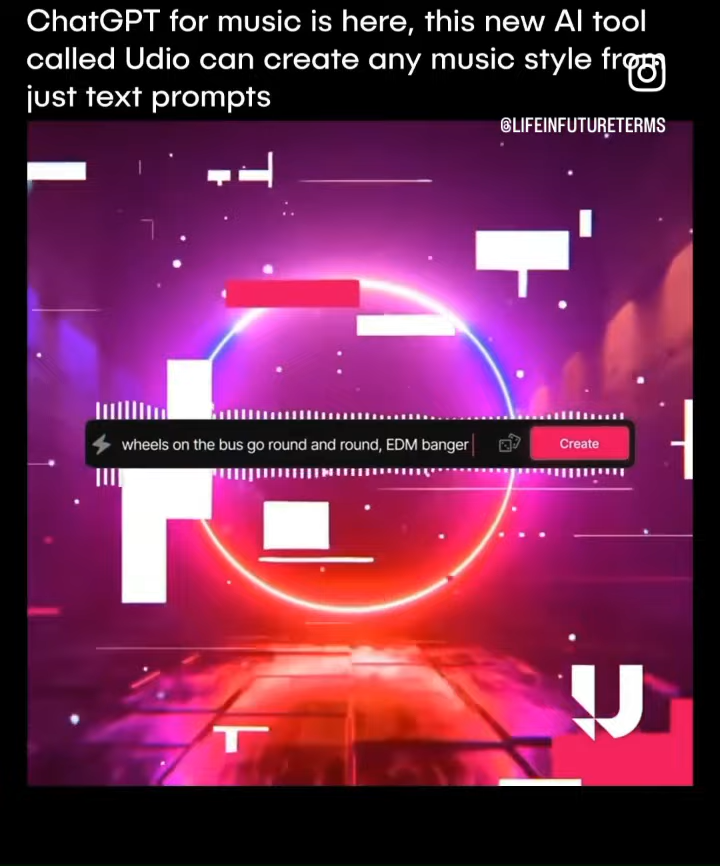 ChatGPT for music is here, this new AI tool
called Udio can create any music style from
just text prompts
@LIFEINFUTURETERMS
wheels on the bus go round and round, EDM banger
Create